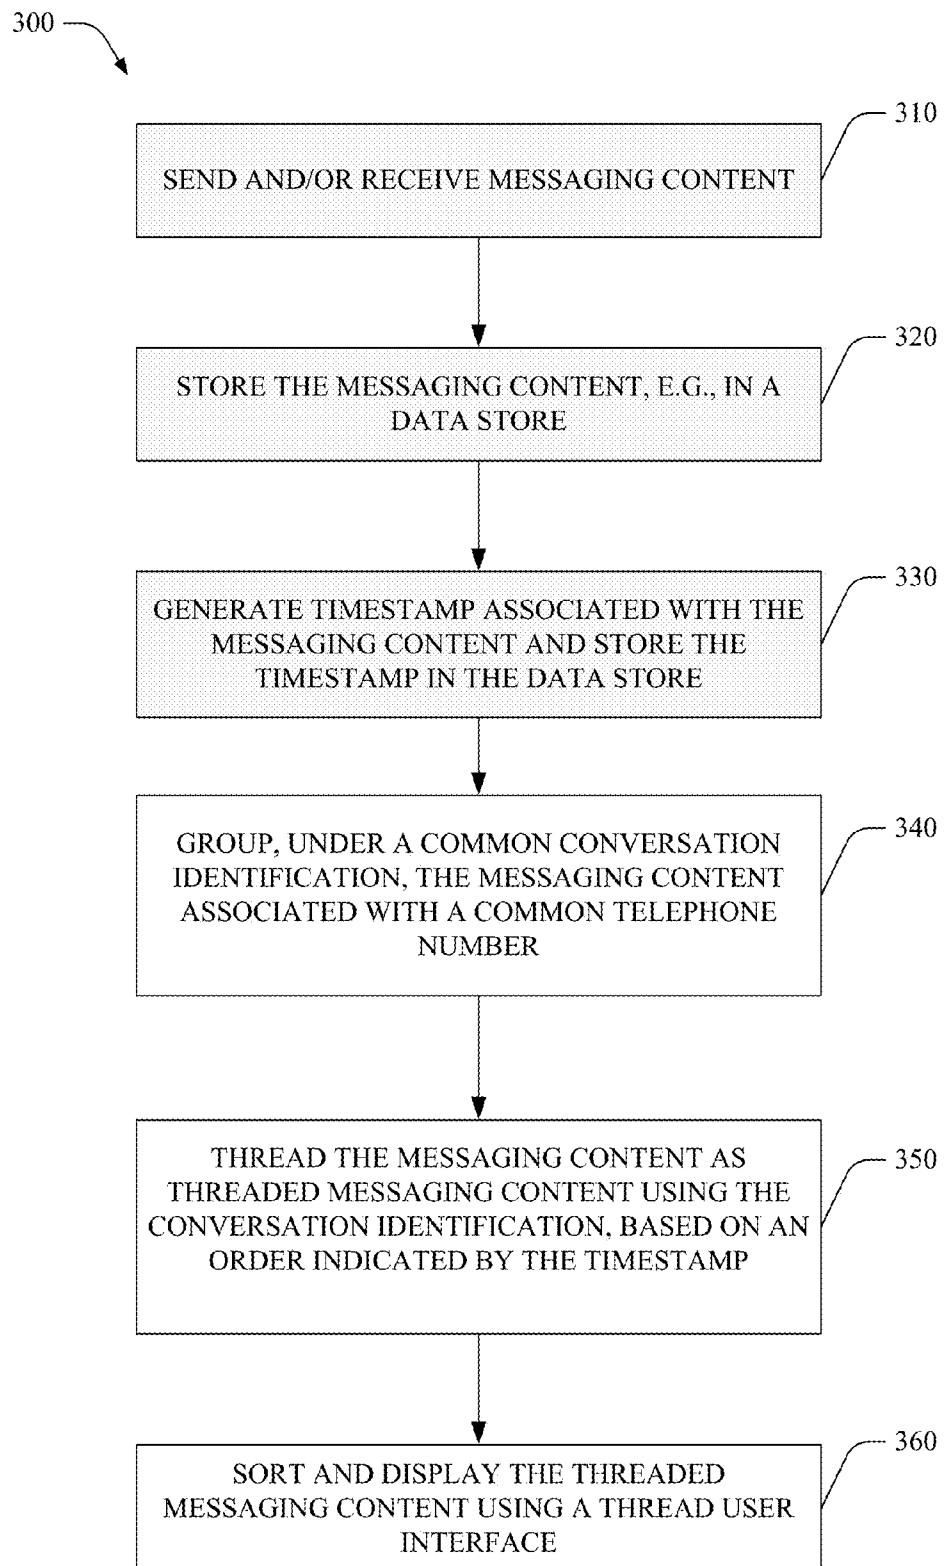 300
310
SEND AND/OR RECEIVE MESSAGING CONTENT
320
STORE THE MESSAGING CONTENT, E.G., IN A
DATA STORE
330
GENERATE TIMESTAMP ASSOCIATED WITH THE
MESSAGING CONTENT AND STORE THE
TIMESTAMP IN THE DATA STORE
340
GROUP, UNDER A COMMON CONVERSATION
IDENTIFICATION, THE MESSAGING CONTENT
ASSOCIATED WITH A COMMON TELEPHONE
NUMBER
350
THREAD THE MESSAGING CONTENT AS
THREADED MESSAGING CONTENT USING THE
CONVERSATION IDENTIFICATION, BASED ON AN
ORDER INDICATED BY THE TIMESTAMP
360
SORT AND DISPLAY THE THREADED
MESSAGING CONTENT USING A THREAD USER
INTERFACE